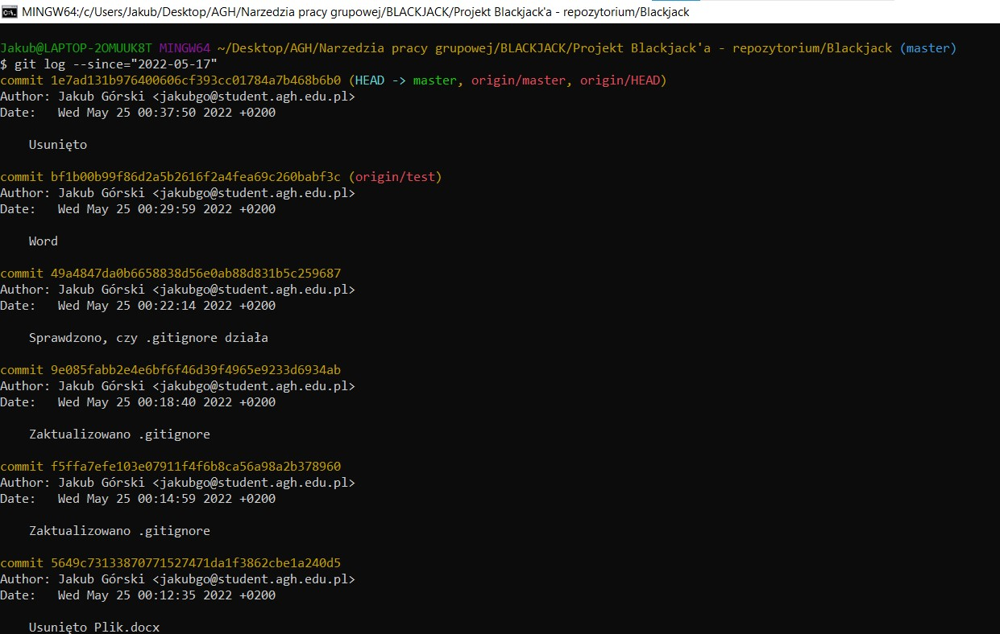 MINGW64:/c/Users/Jakub/Desktop/AGH/Narzedzia pracy grupowej/BLACKJACK/Projekt Blackjack'a - repozytorium/Blackjack
Jakub@LAPTOP-2OMUUK8T MINGW64 ~/Desktop/AGH/Narzedzia pracy grupowej/BLACKJACK/Projekt Blackjack'a - repozytorium/Blackjack (master)
$ git log --since="2022-05-17"
commit 1e7ad131b976400606cf393cc01784a7b468b6b0 (HEAD -> master, origin/master, origin/HEAD)
Author: Jakub Górski <jakubgo@student.agh.edu.pl>
Date:   Wed May 25 00:37:50 2022 +0200
Usunięto
commit bf1b00b99f86d2a5b2616f2a4fea69c260babf3c (origin/test)
Author: Jakub Górski <jakubgo@student.agh.edu.pl>
Date:   Wed May 25 00:29:59 2022 +0200
Word
commit 49a4847da0b6658838d56e0ab88d831b5c259687
Author: Jakub Górski <jakubgo@student.agh.edu.pl>
Date:   Wed May 25 00:22:14 2022 +0200
Sprawdzono, czy .gitignore działa
commit 9e085fabb2e4e6bf6f46d39f4965e9233d6934ab
Author: Jakub Górski <jakubgo@student.agh.edu.pl>
Date:   Wed May 25 00:18:40 2022 +0200
Zaktualizowano .gitignore
commit f5ffa7efe103e07911f4f6b8ca56a98a2b378960
Author: Jakub Górski <jakubgo@student.agh.edu.pl>
Date:   Wed May 25 00:14:59 2022 +0200
Zaktualizowano .gitignore
commit 5649c73133870771527471da1f3862cbe1a240d5
Author: Jakub Górski <jakubgo@student.agh.edu.pl>
Date:   Wed May 25 00:12:35 2022 +0200
Usunięto Plik.docx